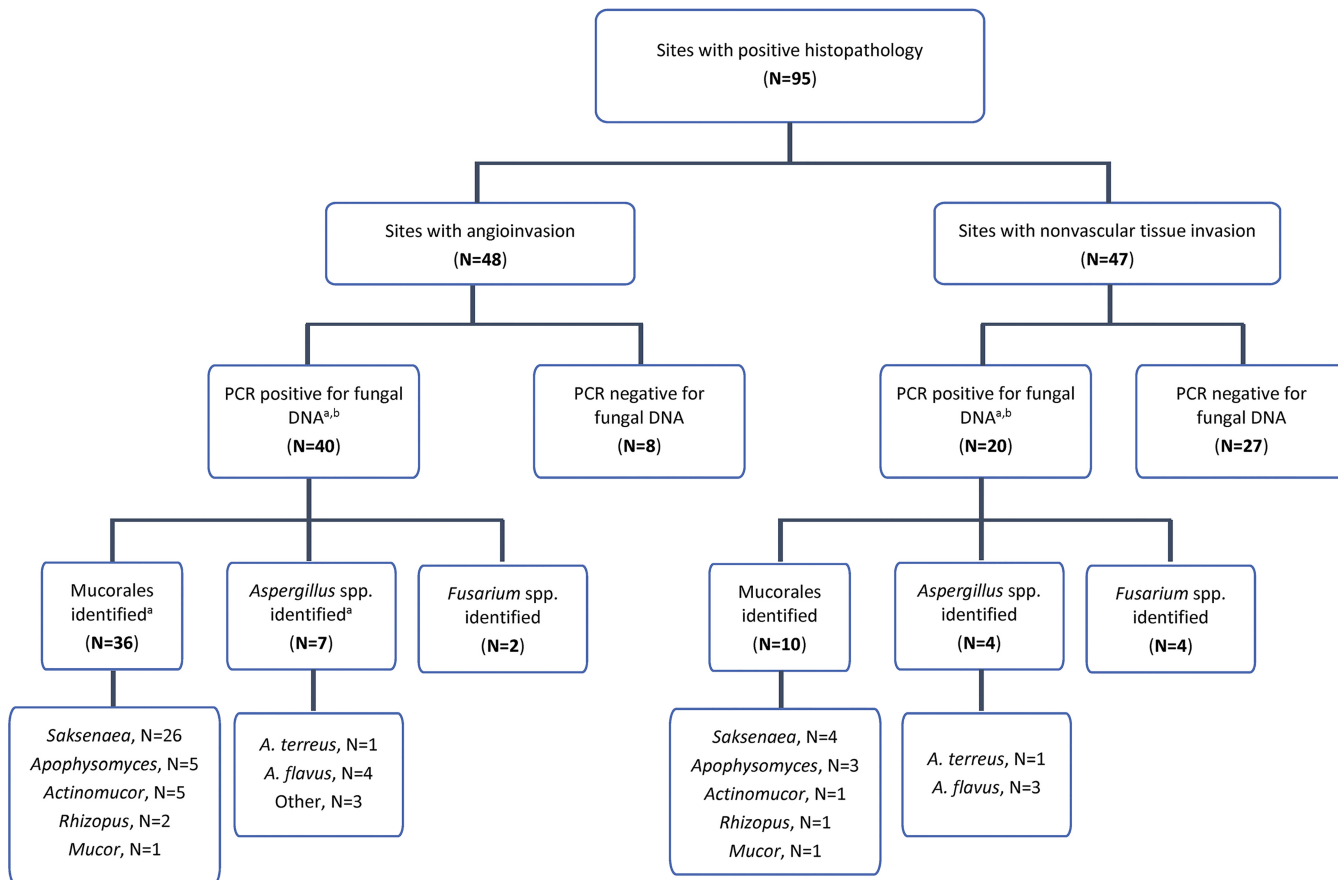 Sites with positive histopathology
(N=95)
Sites with angioinvasion
(N=48)
Sites with nonvascular tissue invasion
(N=47)
PCR positive for fungal
DNAa,b
(N=40)
PCR negative for
fungal DNA
(N=8)
PCR positive for fungal
DNAa,b
(N=20)
PCR negative for
fungal DNA
(N=27)
Mucorales
identifieda
(N=36)
Aspergillus spp.
identifieda
(N=7)
Fusarium spp.
identified
(N=2)
Mucorales
identified
(N=10)
Aspergillus spp.
identified
(N=4)
Fusarium spp.
identified
(N=4)
Saksenaea, N=26
Apophysomyces, N=5
Actinomucor, N=5
Rhizopus, N=2
Mucor, N=1
A. terreus, N=1
A. flavus, N=4
Other, N=3
Saksenaea, N=4
Apophysomyces, N=3
Actinomucor, N=1
Rhizopus, N=1
Mucor, N=1
A. terreus, N=1
A. flavus, N=3